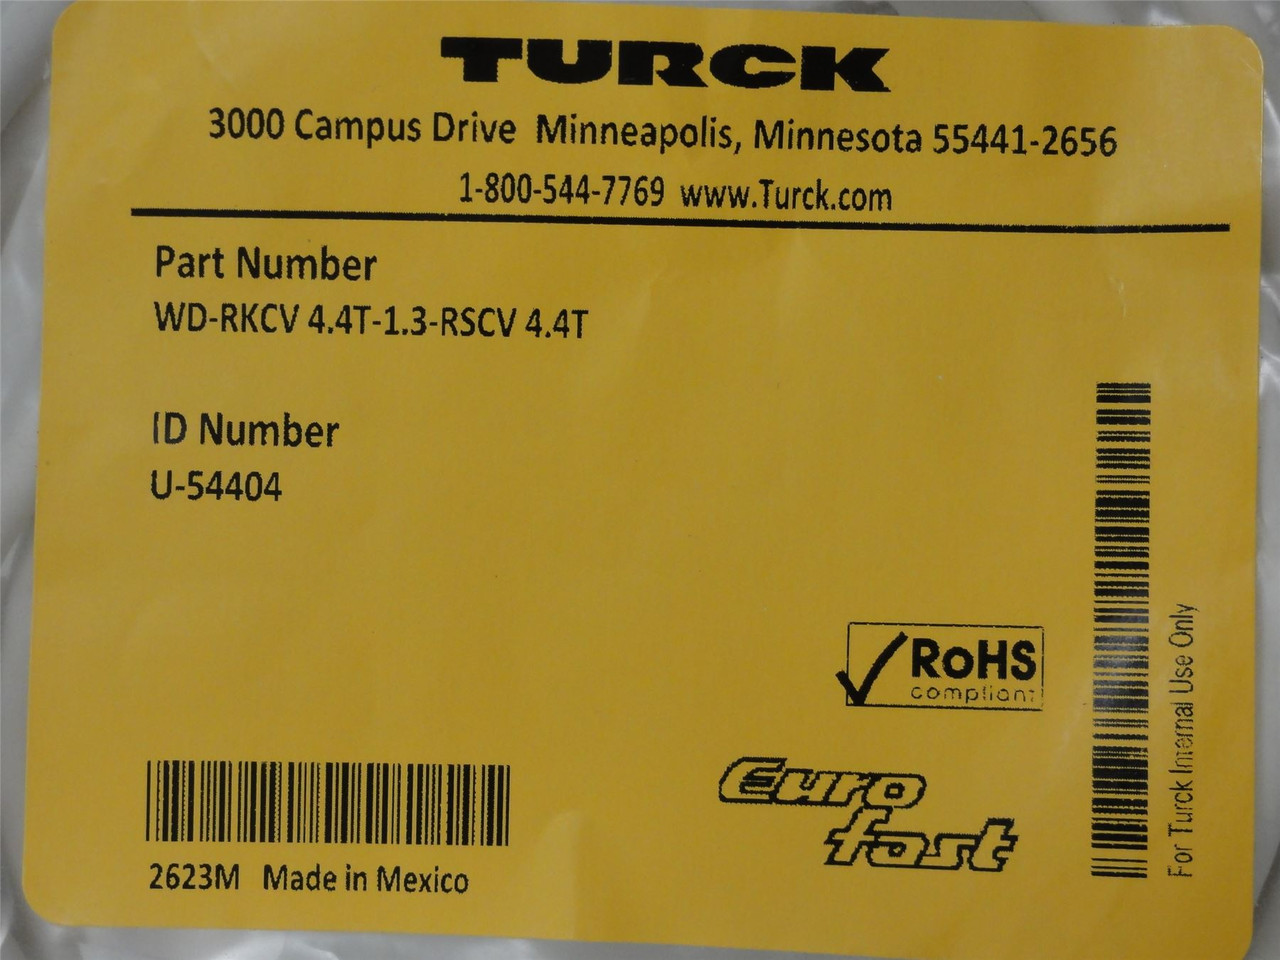 TURCK
3000 Campus Drive Minneapolis, Minnesota 55441-2656
1-800-544-7769 www.Turck.com
Part Number
WD-RKCV 4.4T-1.3-RSCV 4.4T
ID Number
U-54404
RoHS
compliant
Euro
fast
2623M Made in Mexico
For Turck Internal Use Only